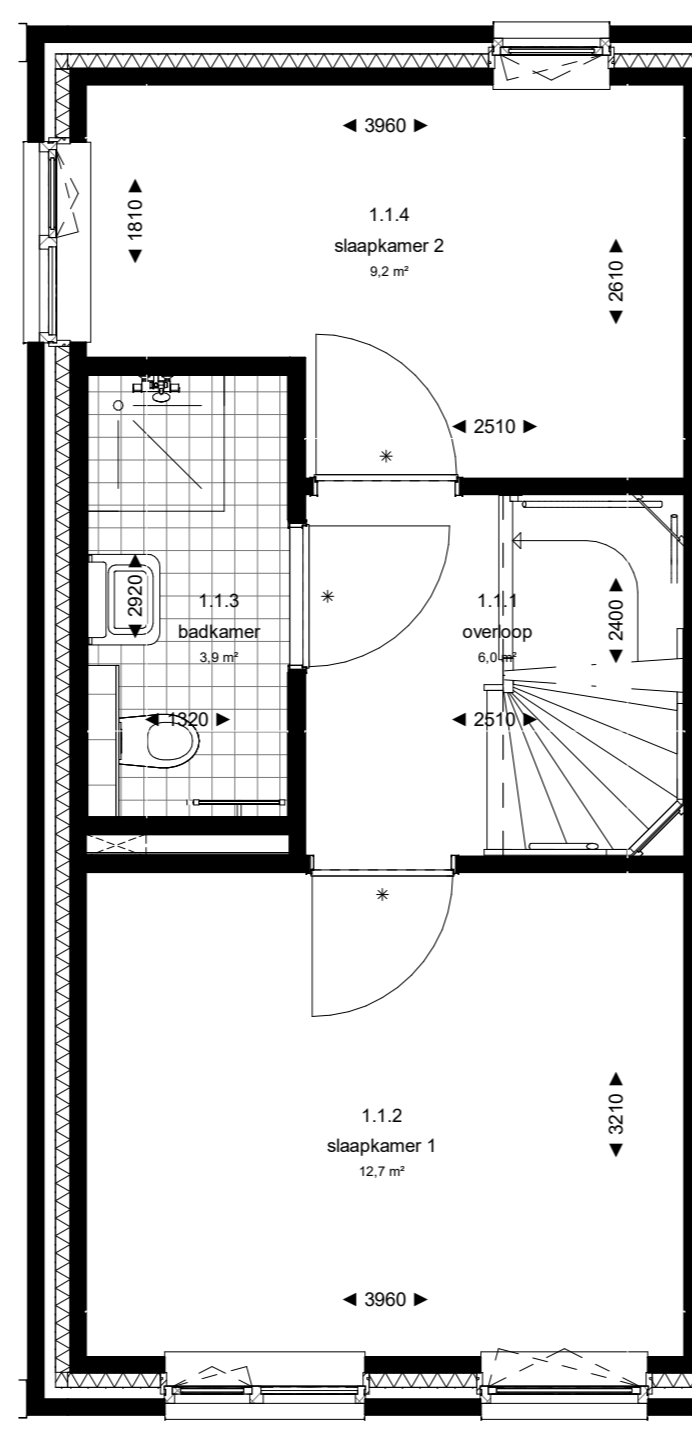 ◄ 3960 ►
◄ 1810 ►
1.1.4
slaapkamer 2
9,2 m²
◄ 2610 ►
◄ 2510 ►
*
◄ 2920 ►
1.1.3
badkamer
3,9 m²
*
1.1.1
overloop
6,0 m²
◄ 2400 ►
◄ 1320 ►
◄ 2510 ►
*
1.1.2
slaapkamer 1
12,7 m²
◄ 3210 ►
◄ 3960 ►